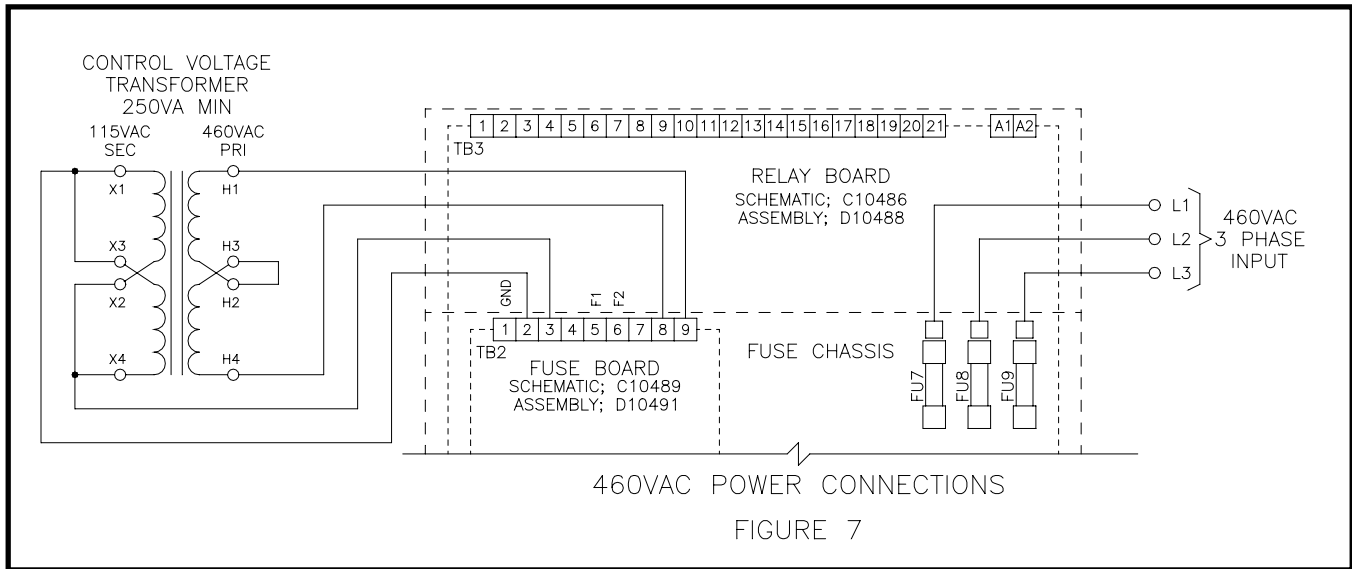 CONTROL VOLTAGE
TRANSFORMER
250VA MIN
115VAC
SEC
460VAC
PRI
X1
H1
X3
H3
X2
H2
X4
H4
1 2 3 4 5 6 7 8 9 10 11 12 13 14 15 16 17 18 19 20 21
A1 A2
TB3
RELAY BOARD
SCHEMATIC; C10486
ASSEMBLY; D10488
L1
L2
L3
460VAC
3 PHASE
INPUT
GND
F1
F2
1 2 3 4 5 6 7 8 9
TB2
FUSE BOARD
SCHEMATIC; C10489
ASSEMBLY; D10491
FUSE CHASSIS
FU7
FU8
FU9
460VAC POWER CONNECTIONS
FIGURE 7